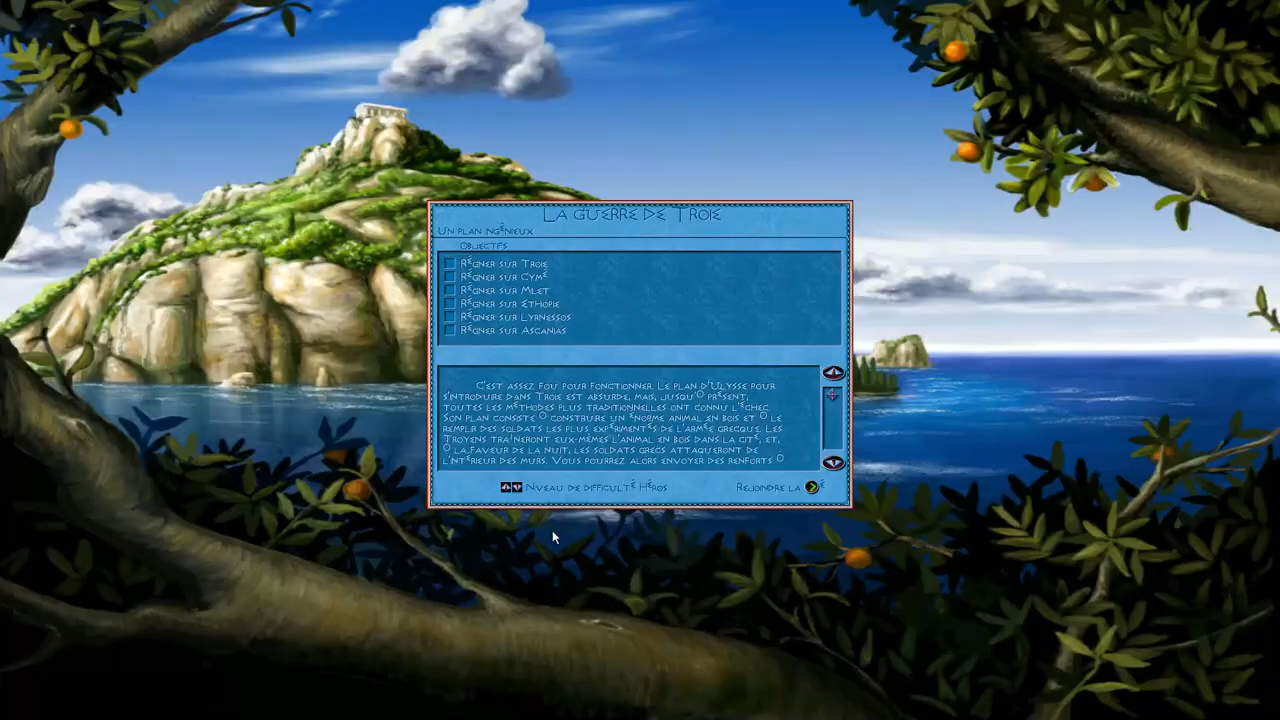 La guerre de Troie
Un plan ingénieux
Objectifs
Régner sur Troie
Régner sur Cymé
Régner sur Milet
Régner sur Éthiopie
Régner sur Lyrnessos
Régner sur Ascanias
C'est assez fou pour fonctionner. Le plan d'Ulysse pour
s'introduire dans Troie est absurde, mais, jusqu'à présent,
toutes les méthodes plus traditionnelles ont connu l'échec.
Son plan consiste à construire un énorme animal en bois et à le
remplir des soldats les plus expérimentés de l'armée grecque. Les
Troyens traîneront eux-mêmes l'animal en bois dans la cité, et,
à la faveur de la nuit, les soldats grecs attaqueront de
l'intérieur des murs. Vous pourrez alors envoyer des renforts à
Niveau de difficulté Héros
Rejoindre la